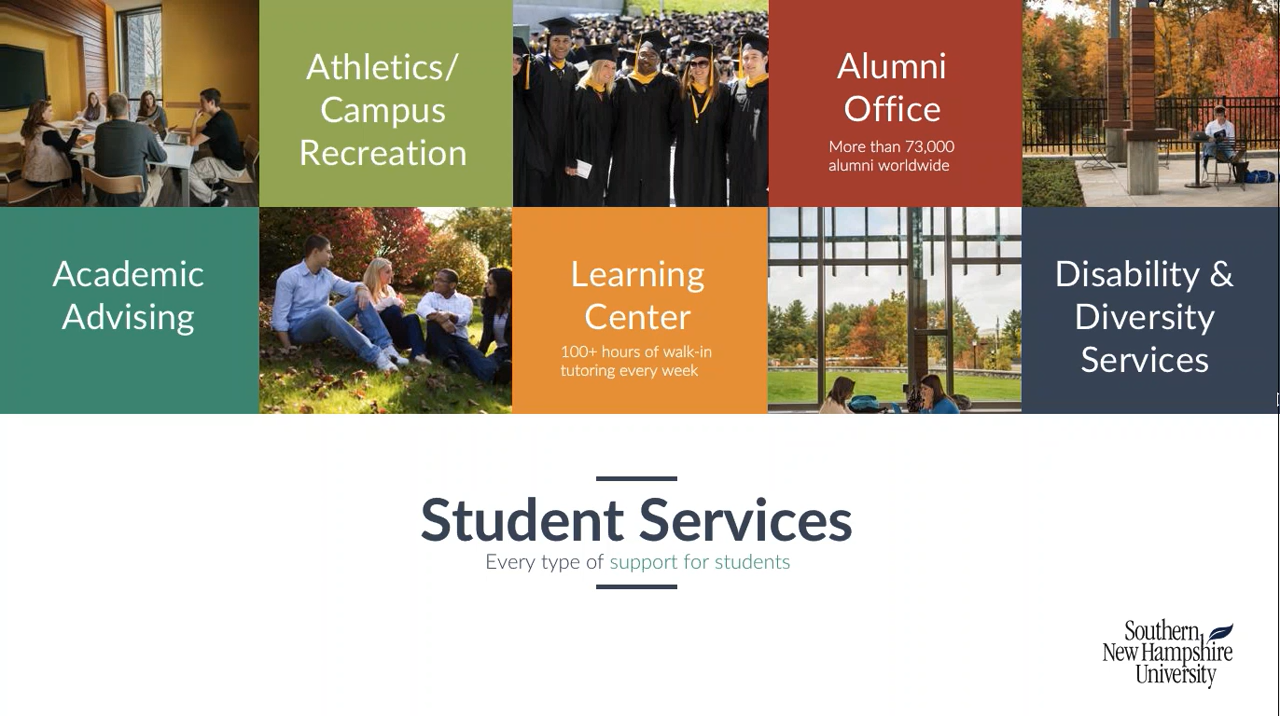 Athletics/
Campus
Recreation
Alumni
Office
More than 73,000
alumni worldwide
Academic
Advising
Learning
Center
100+ hours of walk-in
tutoring every week
Disability &
Diversity
Services
Student Services
Every type of support for students
Southern
New Hampshire
University